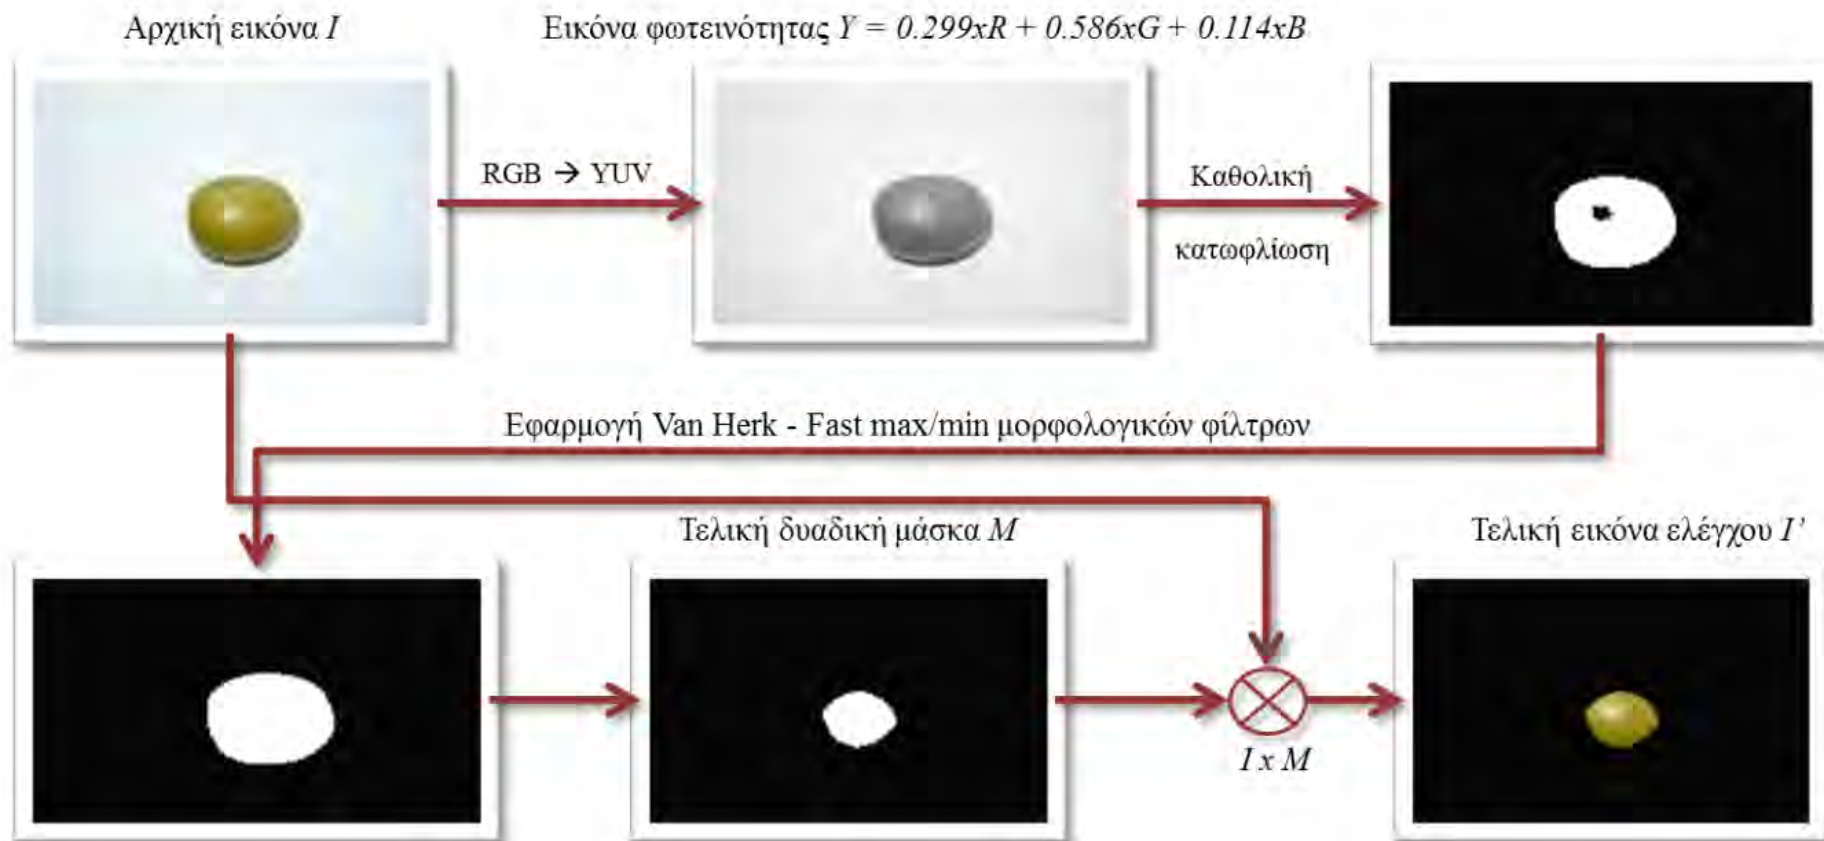 Αρχική εικόνα I
Εικόνα φωτεινότητας Y = 0.299xR + 0.586xG + 0.114xB
RGB → YUV
Καθολική
κατωφλίωση
Εφαρμογή Van Herk - Fast max/min μορφολογικών φίλτρων
Τελική δυαδική μάσκα M
Τελική εικόνα ελέγχου I’
I x M